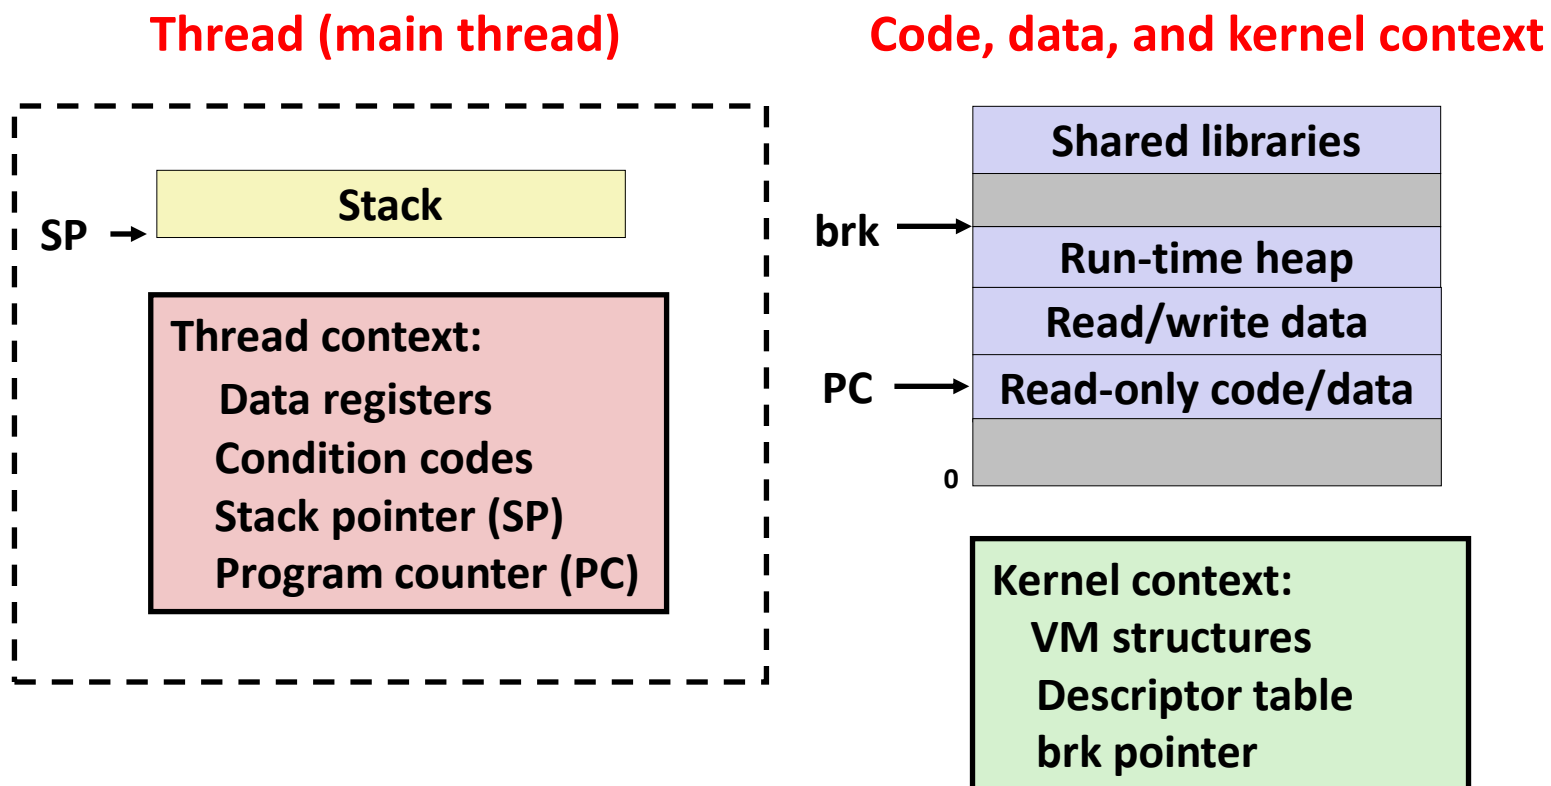 Thread (main thread)
Stack
SP
Thread context:
Data registers
Condition codes
Stack pointer (SP)
Program counter (PC)
Code, data, and kernel context
Shared libraries
brk
Run-time heap
Read/write data
PC
Read-only code/data
0
Kernel context:
VM structures
Descriptor table
brk pointer